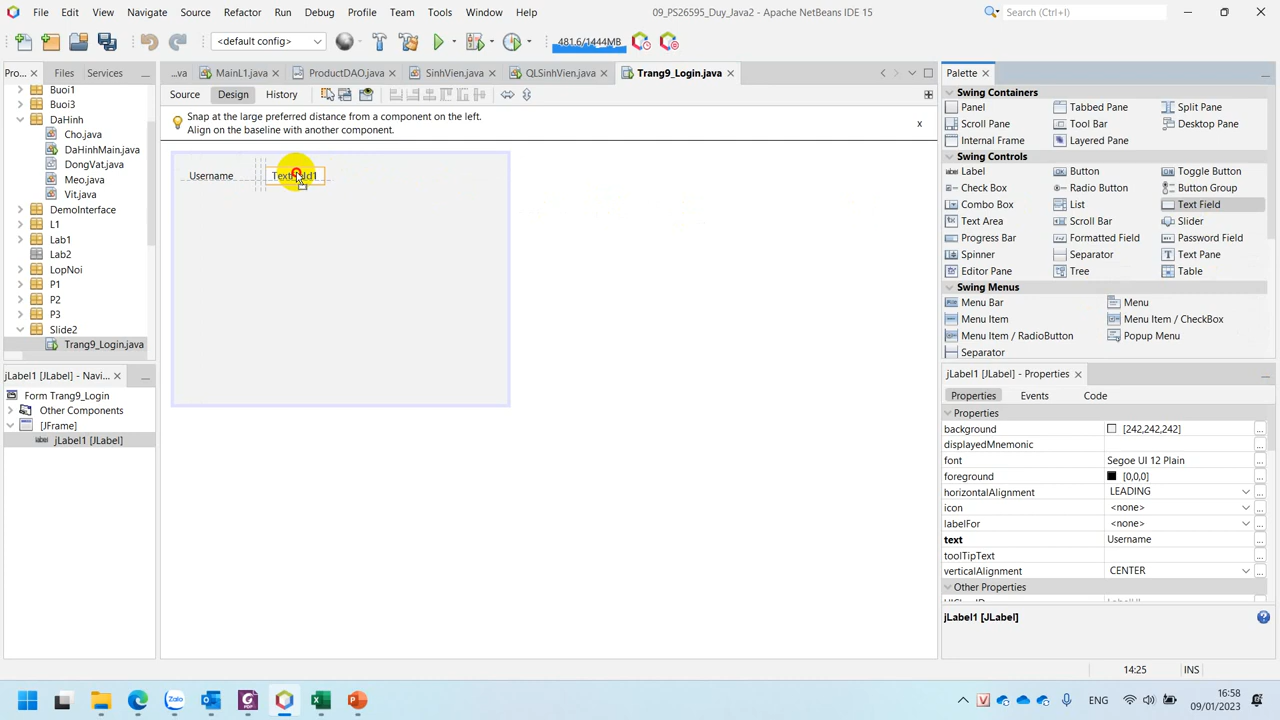 File Edit View Navigate Source Refactor Run Debug Profile Team Tools Window Help
09_PS26595_Duy_Java2 - Apache NetBeans IDE 15
Search (Ctrl+I)
<default config>
481.6/1444MB
Pro...
Files
Services
...va
MainL1.java
ProductDAO.java
SinhVien.java
QLSinhVien.java
Trang9_Login.java
Source
Design
History
Snap at the large preferred distance from a component on the left.
Align on the baseline with another component.
x
Username
Buoi1
Buoi3
DaHinh
Cho.java
DaHinhMain.java
DongVat.java
Meo.java
Vit.java
DemoInterface
L1
Lab1
Lab2
LopNoi
P1
P2
P3
Slide2
Trang9_Login.java
jLabel1 [JLabel] - Navi...
Form Trang9_Login
Other Components
[JFrame]
jLabel1 [JLabel]
Palette
Swing Containers
Panel Tabbed Pane Split Pane
Scroll Pane Tool Bar Desktop Pane
Internal Frame Layered Pane
Swing Controls
Label Button Toggle Button
Check Box Radio Button Button Group
Combo Box List Text Field
Text Area Scroll Bar Slider
Progress Bar Formatted Field Password Field
Spinner Separator Text Pane
Editor Pane Tree Table
Swing Menus
Menu Bar Menu
Menu Item Menu Item / CheckBox
Menu Item / RadioButton Popup Menu
Separator
jLabel1 [JLabel] - Properties
Properties Events Code
Properties
background [242,242,242] ...
displayedMnemonic ...
font Segoe UI 12 Plain ...
foreground [0,0,0] ...
horizontalAlignment LEADING ...
icon <none> ...
labelFor <none> ...
text Username ...
toolTipText ...
verticalAlignment CENTER ...
Other Properties
jLabel1 [JLabel]
14:25 INS
ENG
16:58
09/01/2023